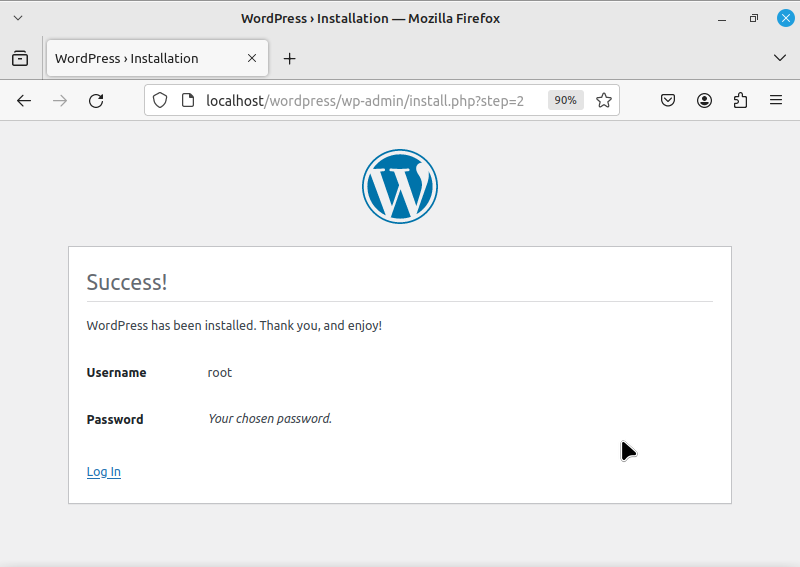 WordPress › Installation — Mozilla Firefox
WordPress › Installation
localhost/wordpress/wp-admin/install.php?step=2 90%
Success!
WordPress has been installed. Thank you, and enjoy!
Username root
Password Your chosen password.
Log In